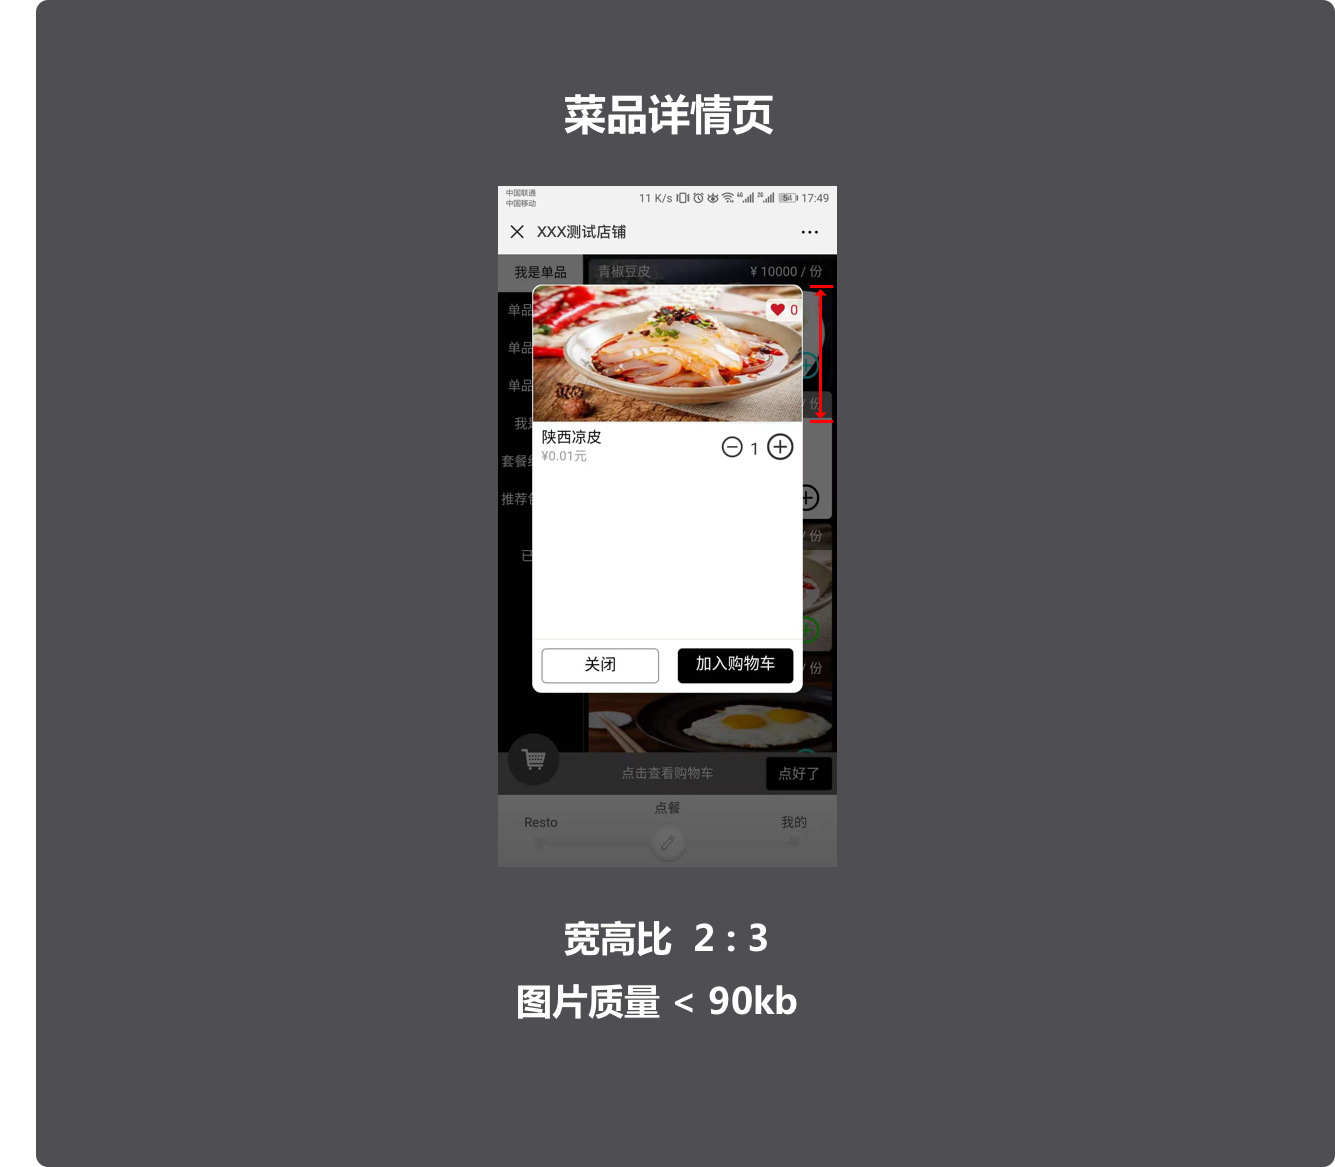 菜品详情页
中国联通
中国移动
11 K/s
4G
2G
54
17:49
XXX测试店铺
我是单品
青椒豆皮
¥ 10000 / 份
单品
0
单品
单品
/ 份
我是
陕西凉皮
¥0.01元
1
套餐
推荐
/ 份
已
关闭
加入购物车
/ 份
点击查看购物车
点好了
点餐
Resto
我的
宽高比 2 : 3
图片质量 < 90kb